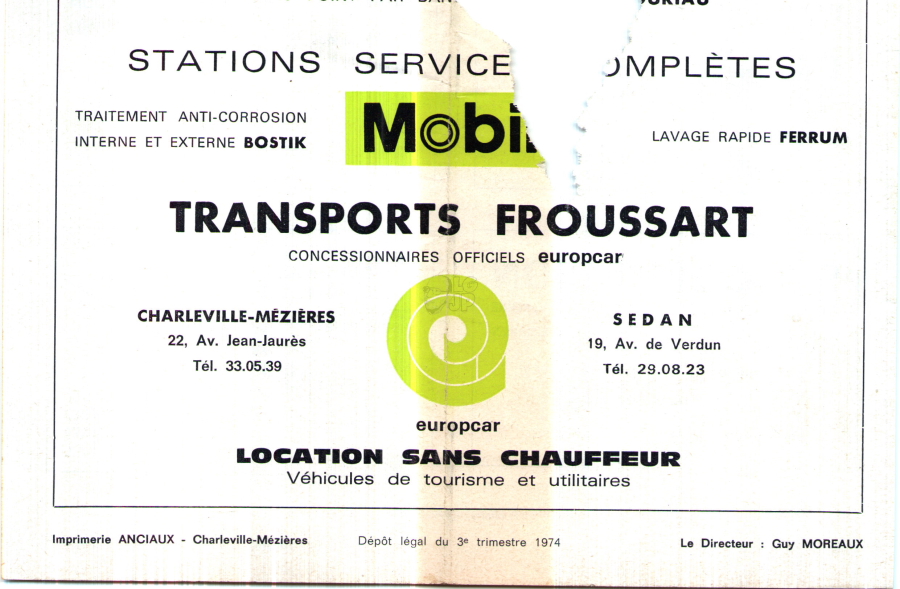 STATIONS SERVICE
TRAITEMENT ANTI-CORROSION
INTERNE ET EXTERNE BOSTIK
LAVAGE RAPIDE FERRUM
TRANSPORTS FROUSSART
CONCESSIONNAIRES OFFICIELS europcar
CHARLEVILLE-MÉZIÈRES
22, Av. Jean-Jaurès
Tél. 33.05.39
SEDAN
19, Av. de Verdun
Tél. 29.08.23
europcar
LOCATION SANS CHAUFFEUR
Véhicules de tourisme et utilitaires
Imprimerie ANCIAUX - Charleville-Mézières
Dépôt légal du 3e trimestre 1974
Le Directeur : Guy MOREAUX